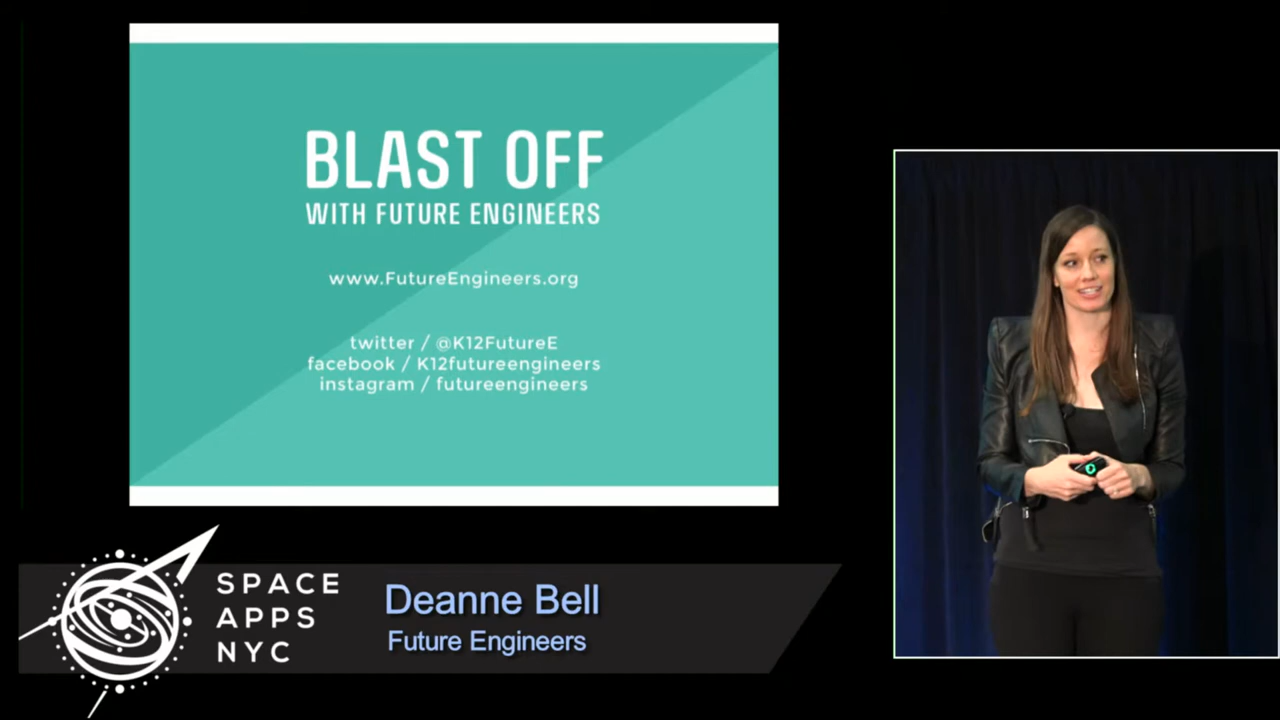 BLAST OFF
WITH FUTURE ENGINEERS
www.FutureEngineers.org
twitter / @K12FutureE
facebook / K12futureengineers
instagram / futureengineers
SPACE
APPS
NYC
Deanne Bell
Future Engineers